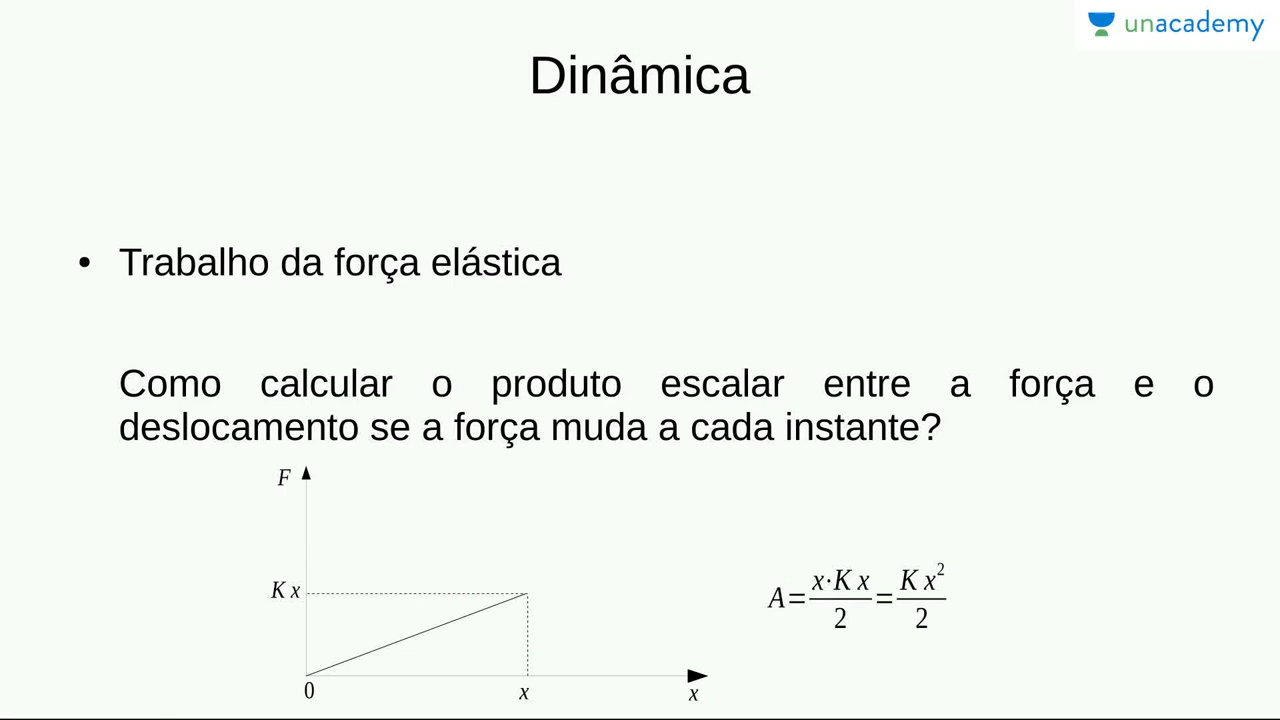 unacademy
Dinâmica
• Trabalho da força elástica
Como calcular o produto escalar entre a força e o
deslocamento se a força muda a cada instante?
F
K x
0
x
x
A = x·K x / 2 = K x² / 2